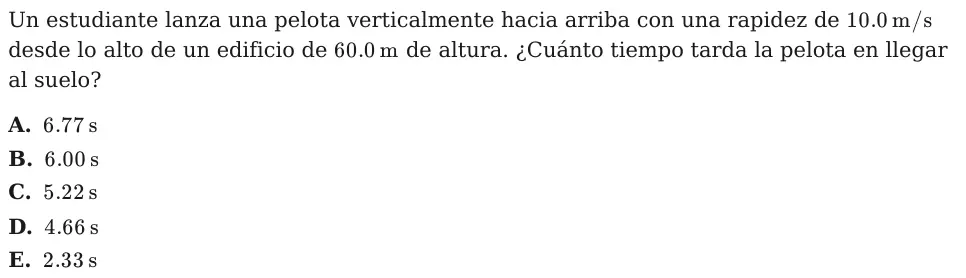 Un estudiante lanza una pelota verticalmente hacia arriba con una rapidez de 10.0 m/s
desde lo alto de un edificio de 60.0 m de altura. ¿Cuánto tiempo tarda la pelota en llegar
al suelo?
A. 6.77 s
B. 6.00 s
C. 5.22 s
D. 4.66 s
E. 2.33 s